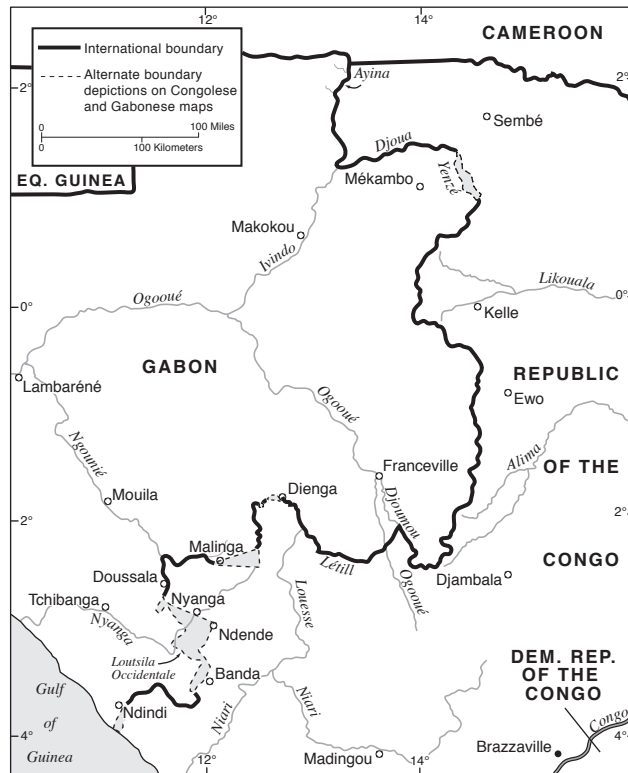 12°
14°
CAMEROON
International boundary
Alternate boundary
depictions on Congolese
and Gabonese maps
0
100 Miles
0
100 Kilometers
2°
2°
Ayina
Sembé
Djoua
Yenzé
EQ. GUINEA
Mékambo
Makokou
Ivindo
Ogooué
Likouala
0°
0°
Kelle
GABON
REPUBLIC
Lambaréné
Ogooué
Ewo
Ngounié
Franceville
Alima
OF THE
Mouila
Dienga
Djoumou
2°
2°
Malinga
Létill
CONGO
Doussala
Djambala
Tchibanga
Nyanga
Louesse
Ogooué
Nyanga
Ndende
Loutsila
Occidentale
Banda
DEM. REP.
OF THE
CONGO
Gulf
of
Guinea
Ndindi
Niari
Niari
Congo
4°
4°
Madingou
Brazzaville
12°
14°